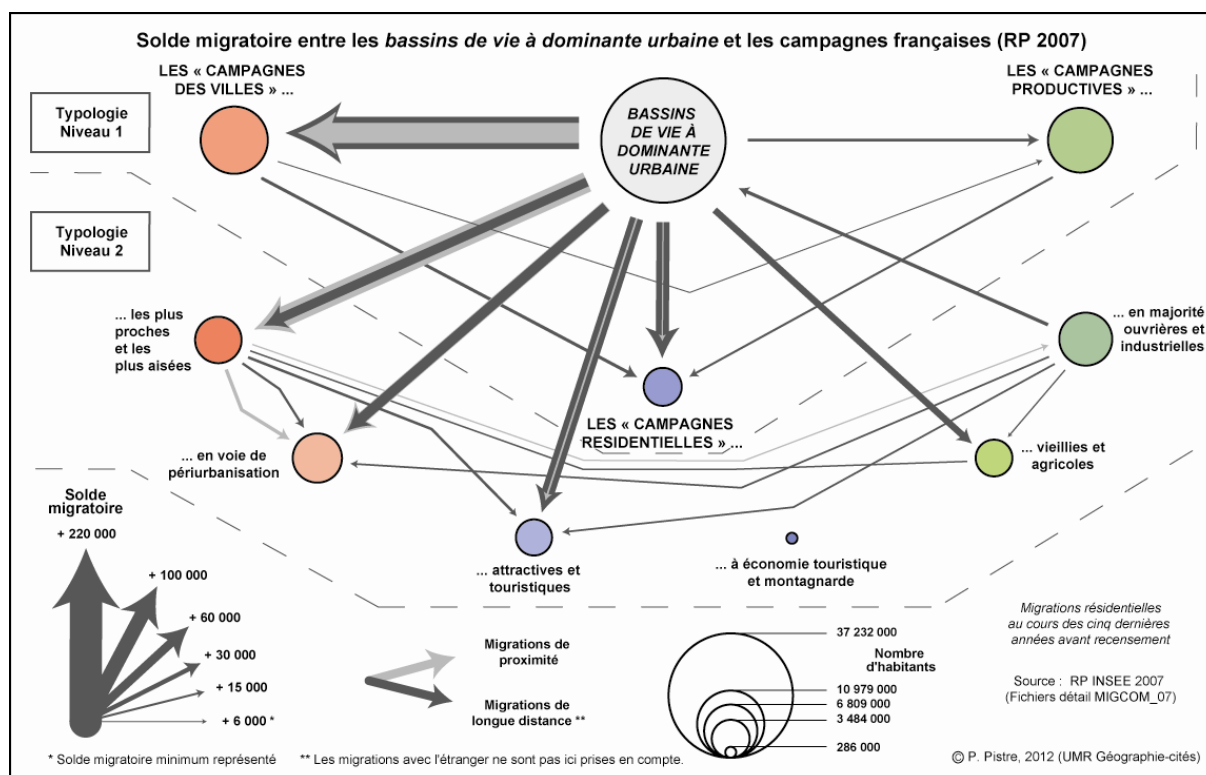 Solde migratoire entre les bassins de vie à dominante urbaine et les campagnes françaises (RP 2007)
LES « CAMPAGNES
DES VILLES » ...
LES « CAMPAGNES
PRODUCTIVES » ...
Typologie
Niveau 1
BASSINS
DE VIE À
DOMINANTE
URBAINE
Typologie
Niveau 2
... les plus
proches
et les
plus aisées
... en majorité
ouvrières et
industrielles
LES « CAMPAGNES
RESIDENTIELLES » ...
... en voie de
périurbanisation
... vieillies et
agricoles
... attractives et
touristiques
... à économie touristique
et montagnarde
Solde
migratoire
+ 220 000
+ 100 000
+ 60 000
+ 30 000
+ 15 000
+ 6 000 *
Migrations de
proximité
Migrations de
longue distance **
37 232 000
Nombre
d'habitants
10 979 000
6 809 000
3 484 000
286 000
Migrations résidentielles
au cours des cinq dernières
années avant recensement
Source : RP INSEE 2007
(Fichiers détail MIGCOM_07)
* Solde migratoire minimum représenté
** Les migrations avec l'étranger ne sont pas ici prises en compte.
© P. Pistre, 2012 (UMR Géographie-cités)